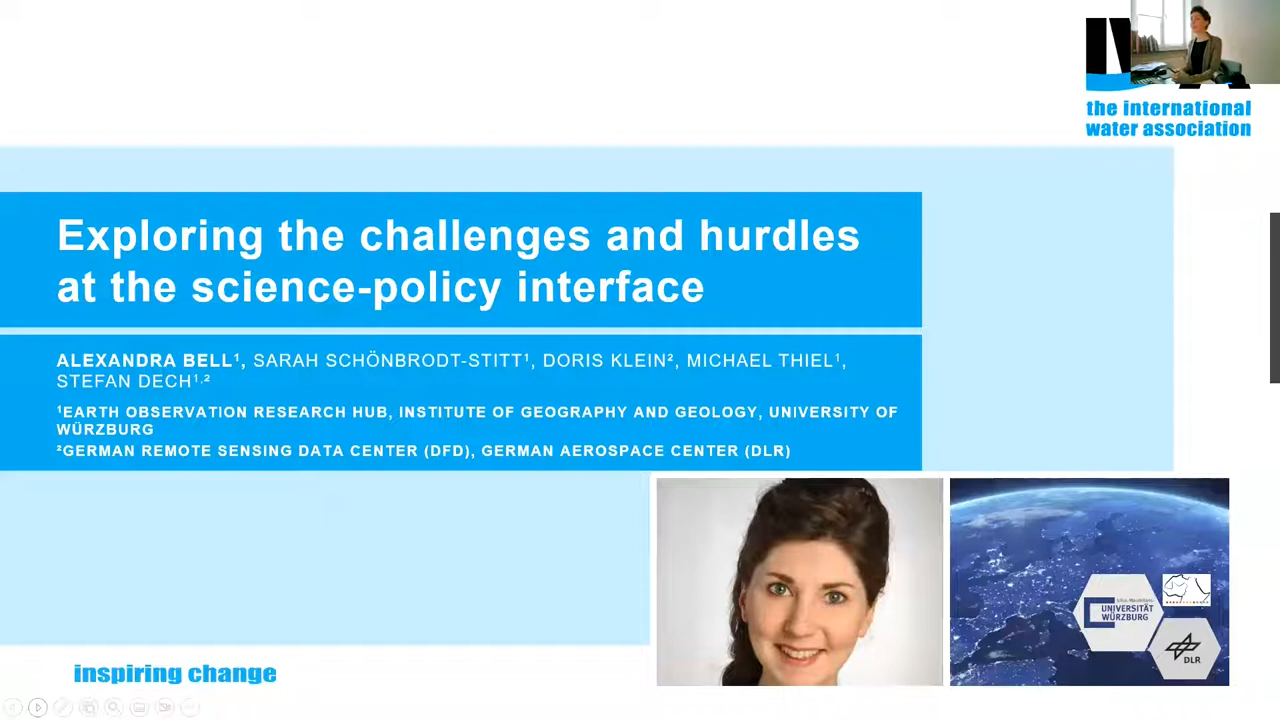 the international
water association
Exploring the challenges and hurdles
at the science-policy interface
ALEXANDRA BELL¹, SARAH SCHÖNBRODT-STITT¹, DORIS KLEIN², MICHAEL THIEL¹,
STEFAN DECH¹,²
¹EARTH OBSERVATION RESEARCH HUB, INSTITUTE OF GEOGRAPHY AND GEOLOGY, UNIVERSITY OF
WÜRZBURG
²GERMAN REMOTE SENSING DATA CENTER (DFD), GERMAN AEROSPACE CENTER (DLR)
UNIVERSITÄT
WÜRZBURG
DLR
inspiring change